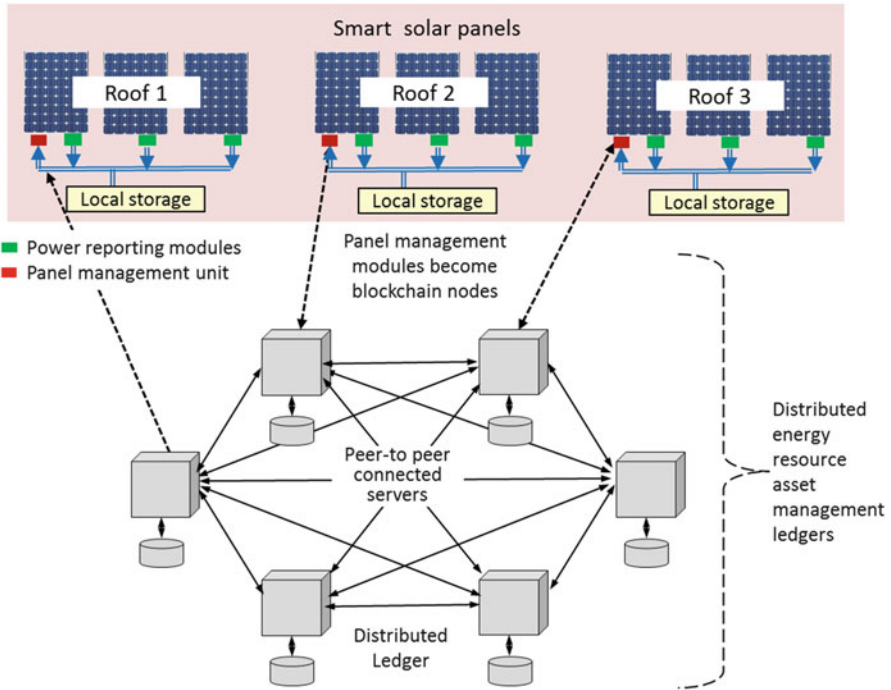 Smart solar panels
Roof 1
Roof 2
Roof 3
Local storage
Local storage
Local storage
Power reporting modules
Panel management unit
Panel management
modules become
blockchain nodes
Peer-to peer
connected
servers
Distributed
energy
resource
asset
management
ledgers
Distributed
Ledger